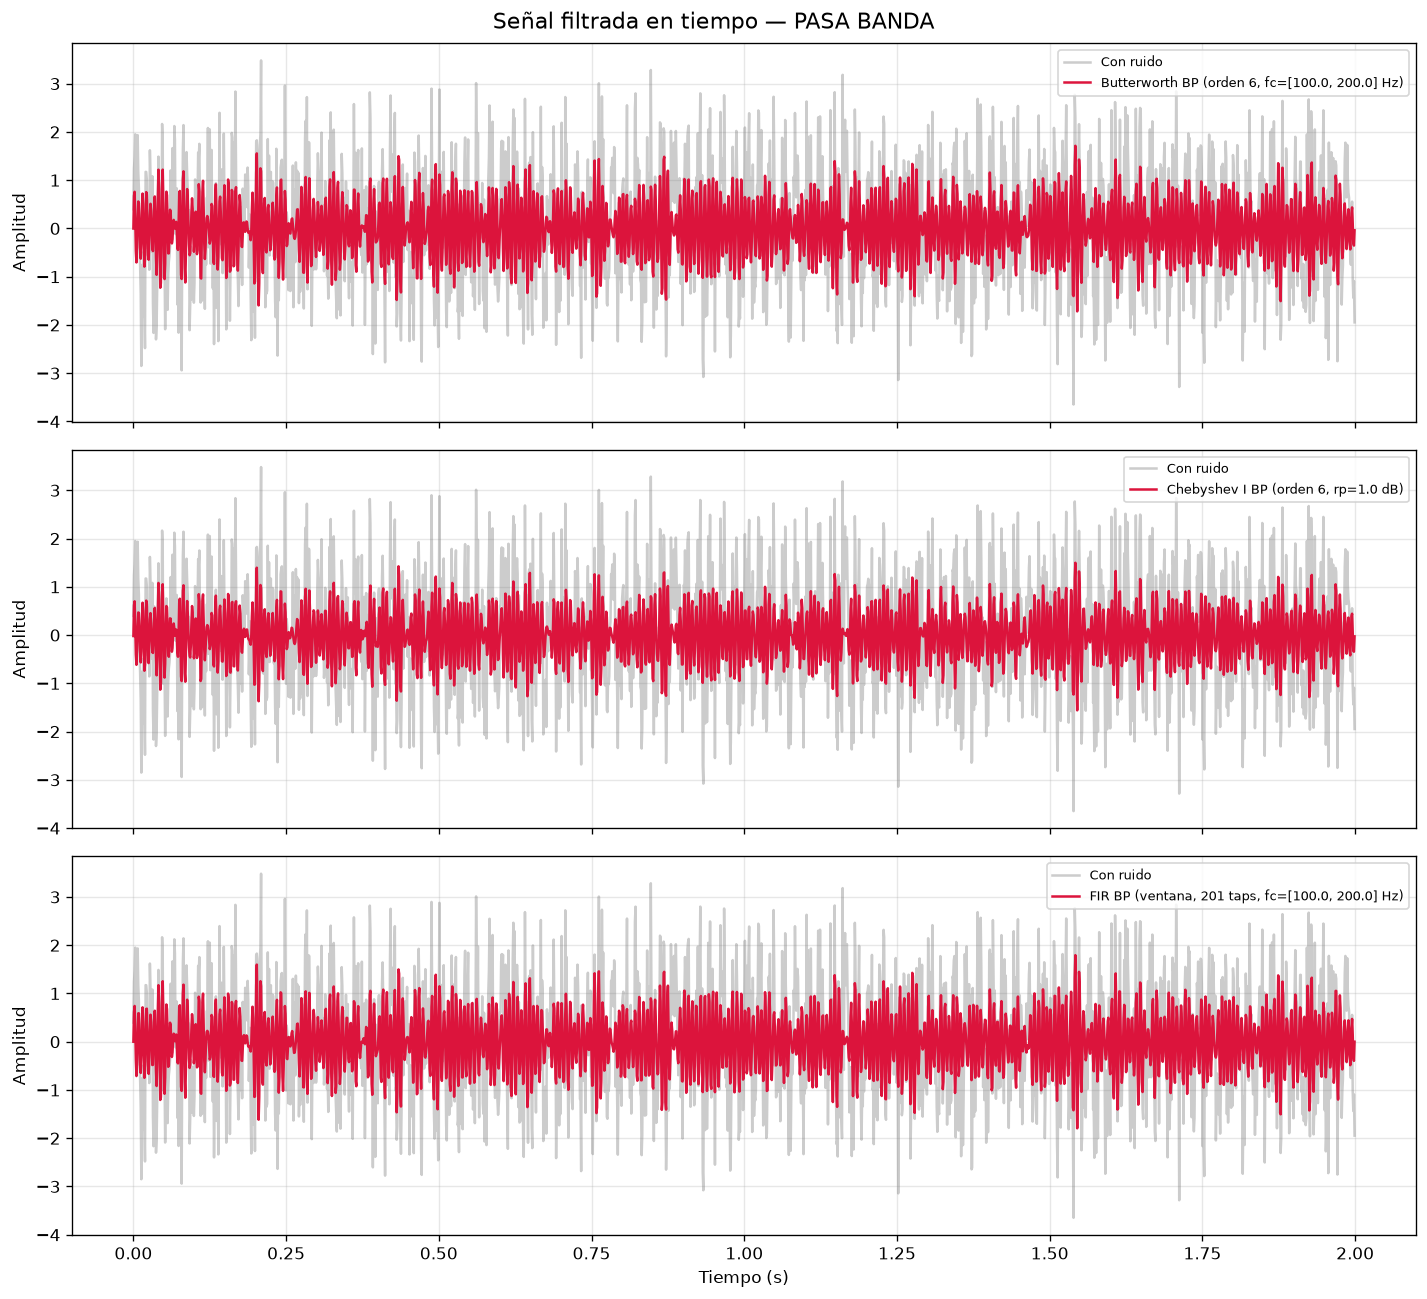 Señal filtrada en tiempo — PASA BANDA
Con ruido
Butterworth BP (orden 6, fc=[100.0, 200.0] Hz)
Amplitud
3
2
1
0
−1
−2
−3
−4
Con ruido
Chebyshev I BP (orden 6, rp=1.0 dB)
Amplitud
3
2
1
0
−1
−2
−3
−4
Con ruido
FIR BP (ventana, 201 taps, fc=[100.0, 200.0] Hz)
Amplitud
3
2
1
0
−1
−2
−3
−4
0.00 0.25 0.50 0.75 1.00 1.25 1.50 1.75 2.00
Tiempo (s)